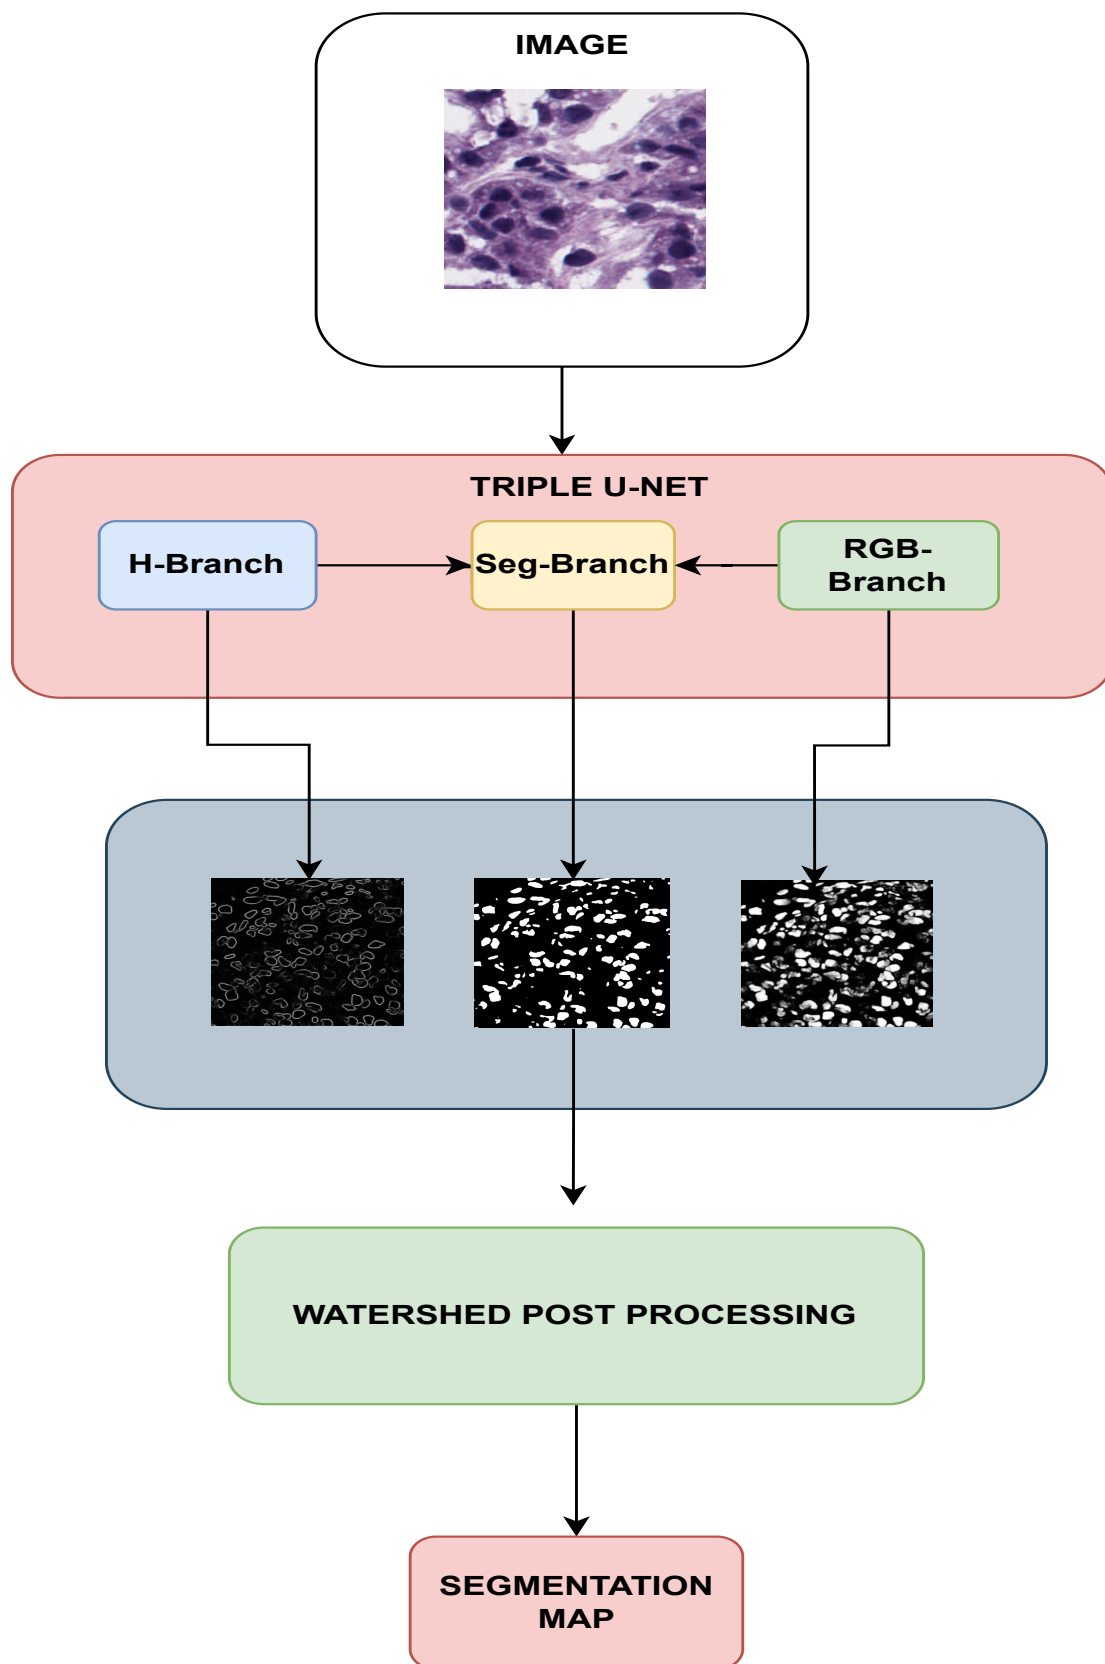 IMAGE
TRIPLE U-NET
H-Branch
Seg-Branch
RGB-
Branch
WATERSHED POST PROCESSING
SEGMENTATION
MAP